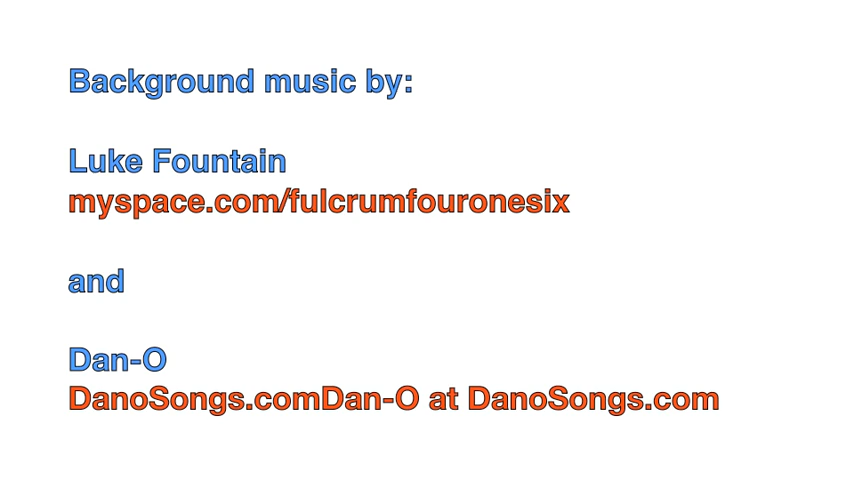 Background music by:
Luke Fountain
myspace.com/fulcrumfouronesix
and
Dan-O
DanoSongs.comDan-O at DanoSongs.com